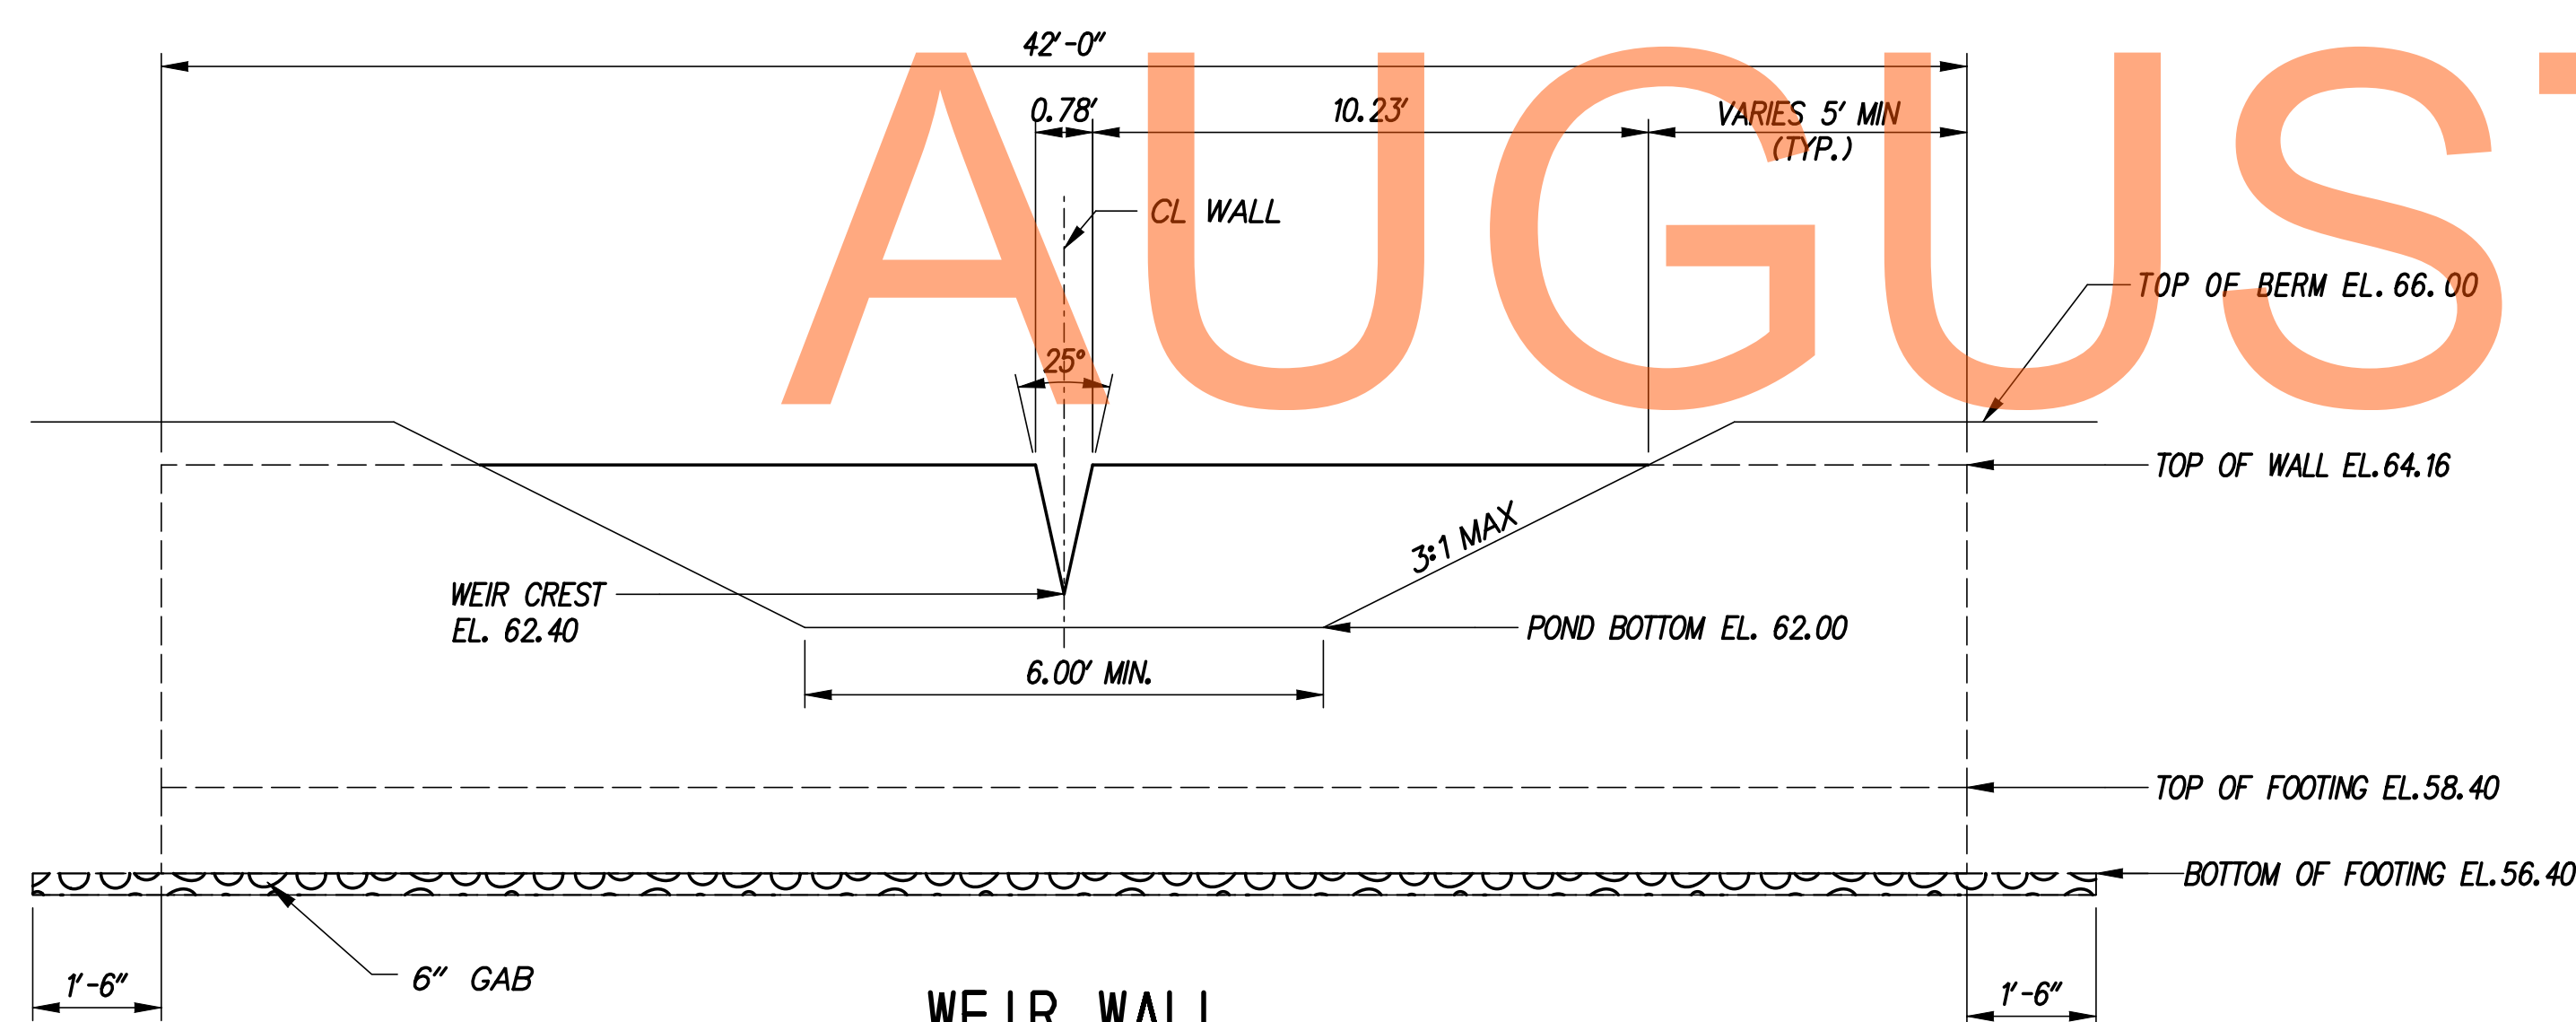 42'-0"
0.78'
10.23'
VARIES 5' MIN
(TYP.)
CL WALL
TOP OF BERM EL. 66.00
25°
TOP OF WALL EL.64.16
3:1 MAX
WEIR CREST
EL. 62.40
POND BOTTOM EL. 62.00
6.00' MIN.
TOP OF FOOTING EL.58.40
BOTTOM OF FOOTING EL.56.40
6" GAB
1'-6"
1'-6"
WEIR WALL
AUGUST